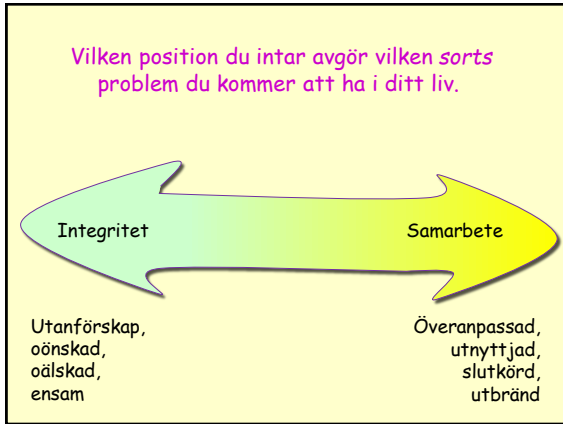 Vilken position du intar avgör vilken sorts
problem du kommer att ha i ditt liv.
Integritet
Samarbete
Utanförskap,
oönskad,
oälskad,
ensam
Överanpassad,
utnyttjad,
slutkörd,
utbränd